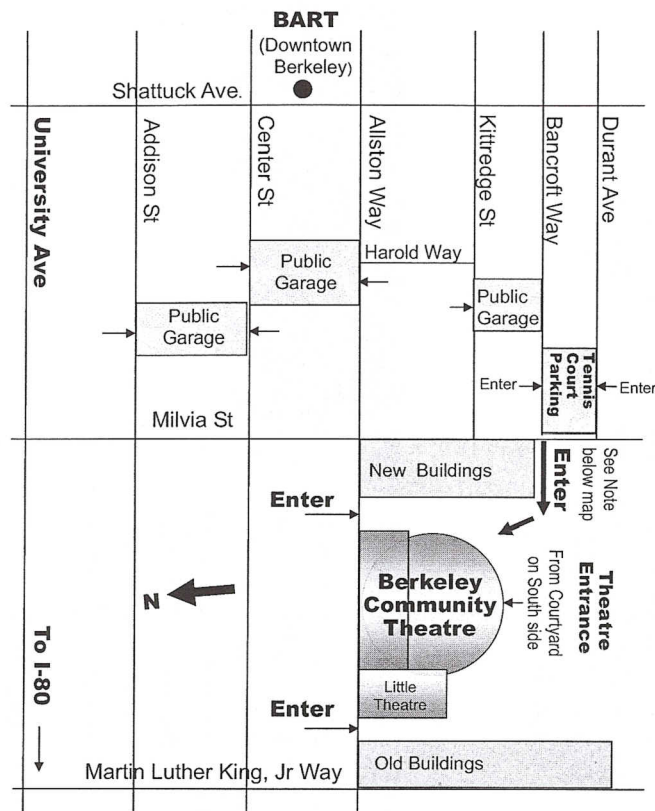 BART
(Downtown
Berkeley)
Shattuck Ave.
University Ave
Addison St
Center St
Allston Way
Kittredge St
Bancroft Way
Durant Ave
Harold Way
Public
Garage
Public
Garage
Public
Garage
Tennis
Court
Parking
Enter
Enter
Milvia St
New Buildings
Enter
See Note
below map
Enter
Berkeley
Community
Theatre
Theatre
Entrance
From Courtyard
on South side
N
Little
Theatre
To I-80
Enter
Martin Luther King, Jr Way
Old Buildings